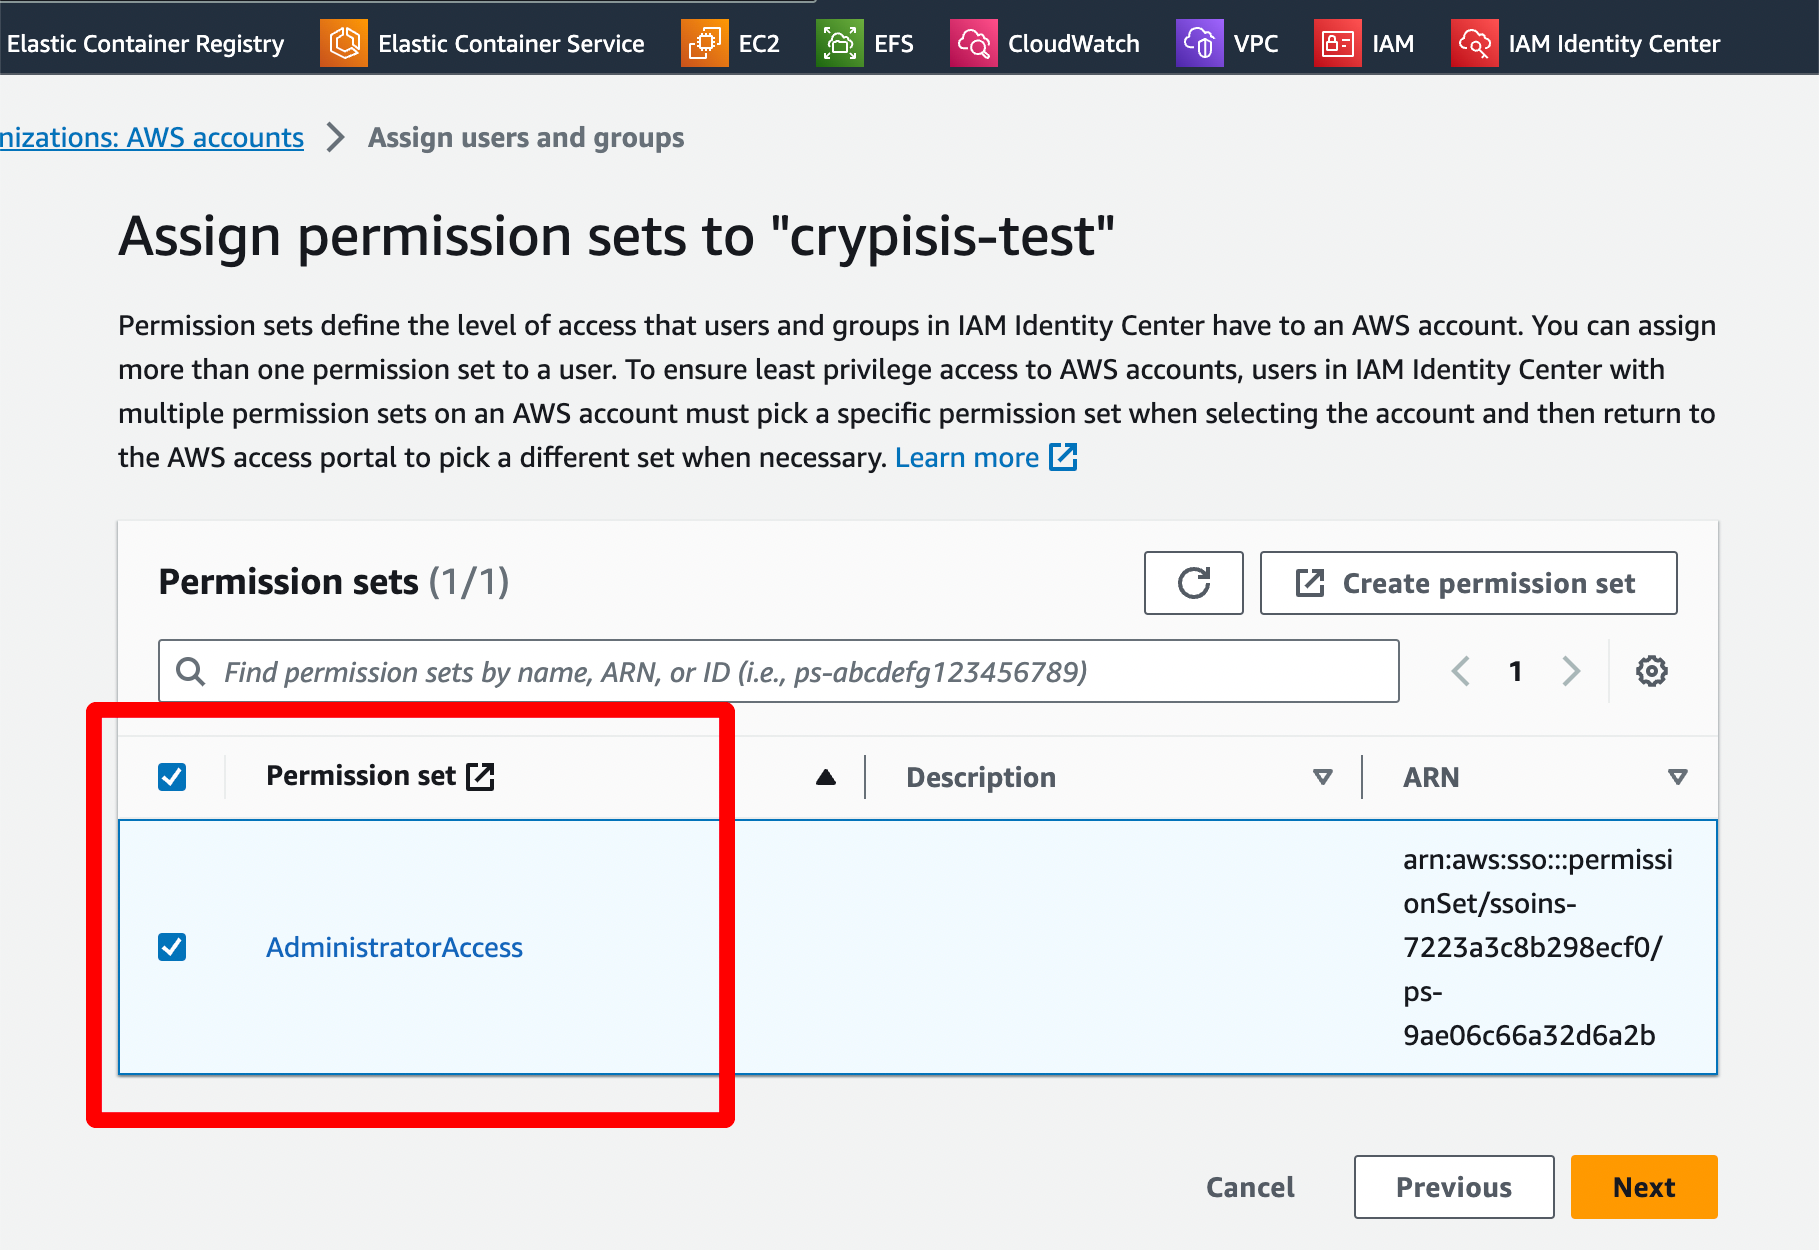 Elastic Container Registry Elastic Container Service EC2 EFS CloudWatch VPC IAM IAM Identity Center
nizations: AWS accounts Assign users and groups
Assign permission sets to "crypisis-test"
Permission sets define the level of access that users and groups in IAM Identity Center have to an AWS account. You can assign
more than one permission set to a user. To ensure least privilege access to AWS accounts, users in IAM Identity Center with
multiple permission sets on an AWS account must pick a specific permission set when selecting the account and then return to
the AWS access portal to pick a different set when necessary. Learn more
Permission sets (1/1) Create permission set
Find permission sets by name, ARN, or ID (i.e., ps-abcdefg123456789) 1
Permission set Description ARN
AdministratorAccess
arn:aws:sso:::permissi
onSet/ssoins-
7223a3c8b298ecf0/
ps-
9ae06c66a32d6a2b
Cancel Previous Next